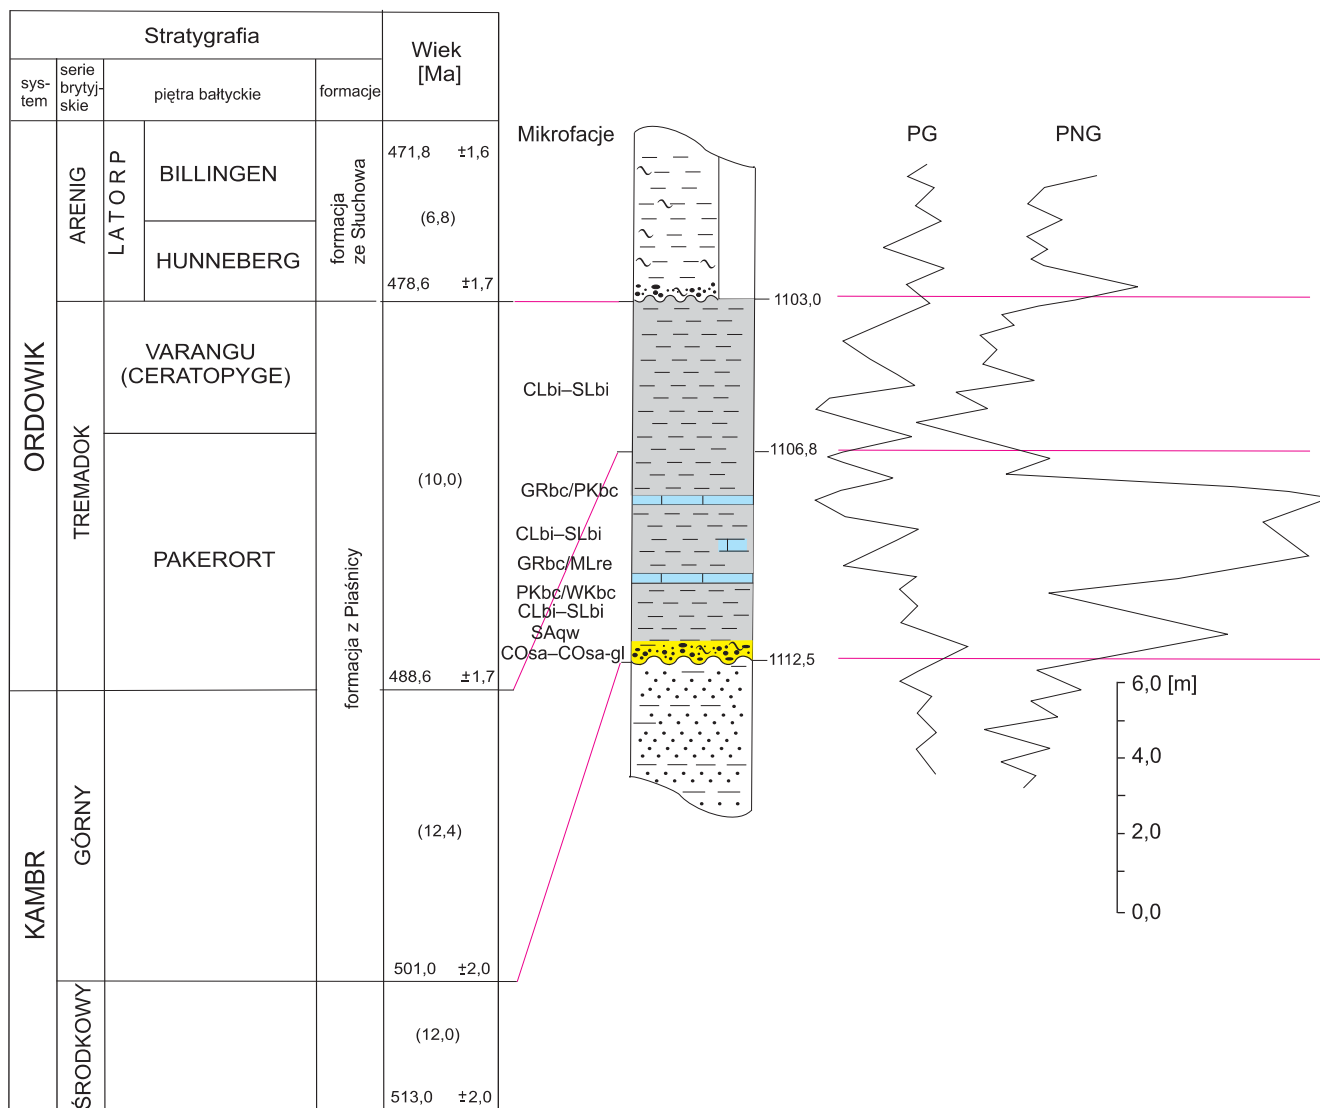 Stratygrafia
Wiek
[Ma]
sys-
tem
serie
brytyj-
skie
piętra bałtyckie
formacje
Mikrofacje
PG
PNG
ORDOWIK
ARENIG
LATORP
BILLINGEN
HUNNEBERG
formacja
ze Słuchowa
471,8 ±1,6
(6,8)
478,6 ±1,7
1103,0
TREMADOK
VARANGU
(CERATOPYGE)
PAKERORT
formacja z Piaśnicy
(10,0)
488,6 ±1,7
CLbi–SLbi
1106,8
GRbc/PKbc
CLbi–SLbi
GRbc/MLre
PKbc/WKbc
CLbi–SLbi
SAqw
COsa–COsa-gl
1112,5
6,0 [m]
4,0
2,0
0,0
KAMBR
GÓRNY
(12,4)
501,0 ±2,0
ŚRODKOWY
(12,0)
513,0 ±2,0